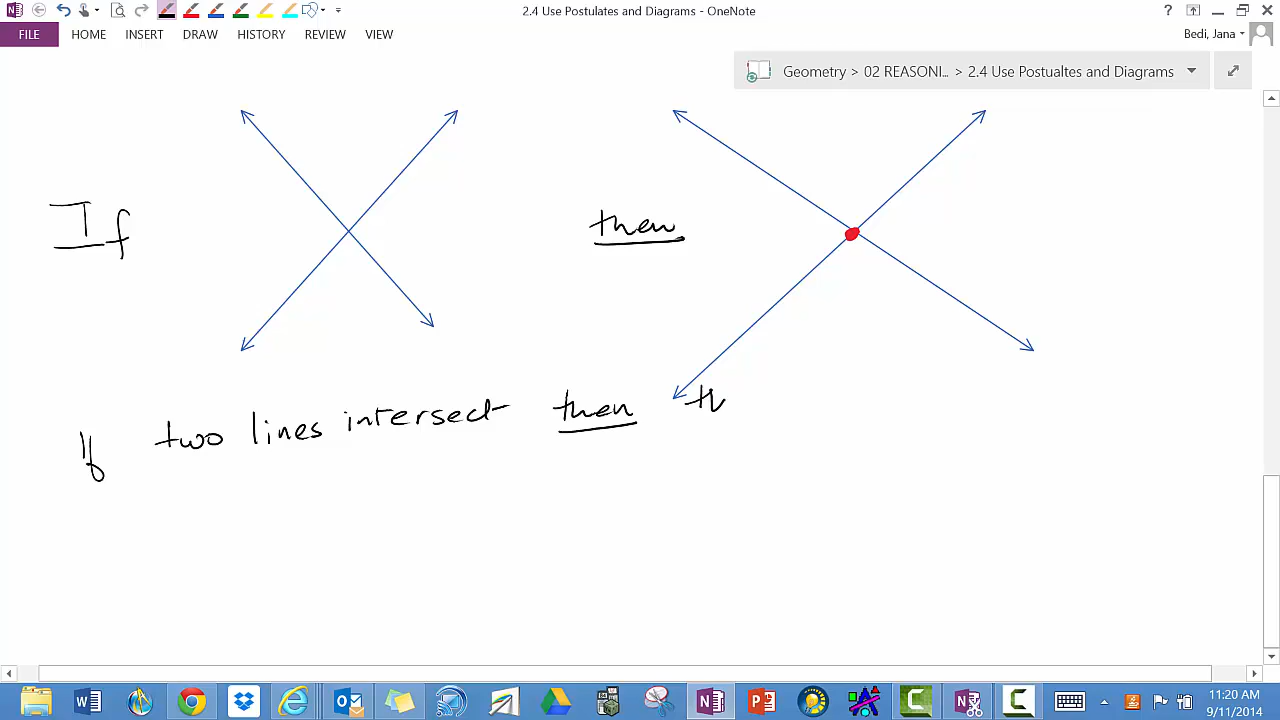 2.4 Use Postulates and Diagrams - OneNote
FILE HOME INSERT DRAW HISTORY REVIEW VIEW
Bedi, Jana
Geometry > 02 REASONI... > 2.4 Use Postualtes and Diagrams
If then
If two lines intersect then th
11:20 AM
9/11/2014